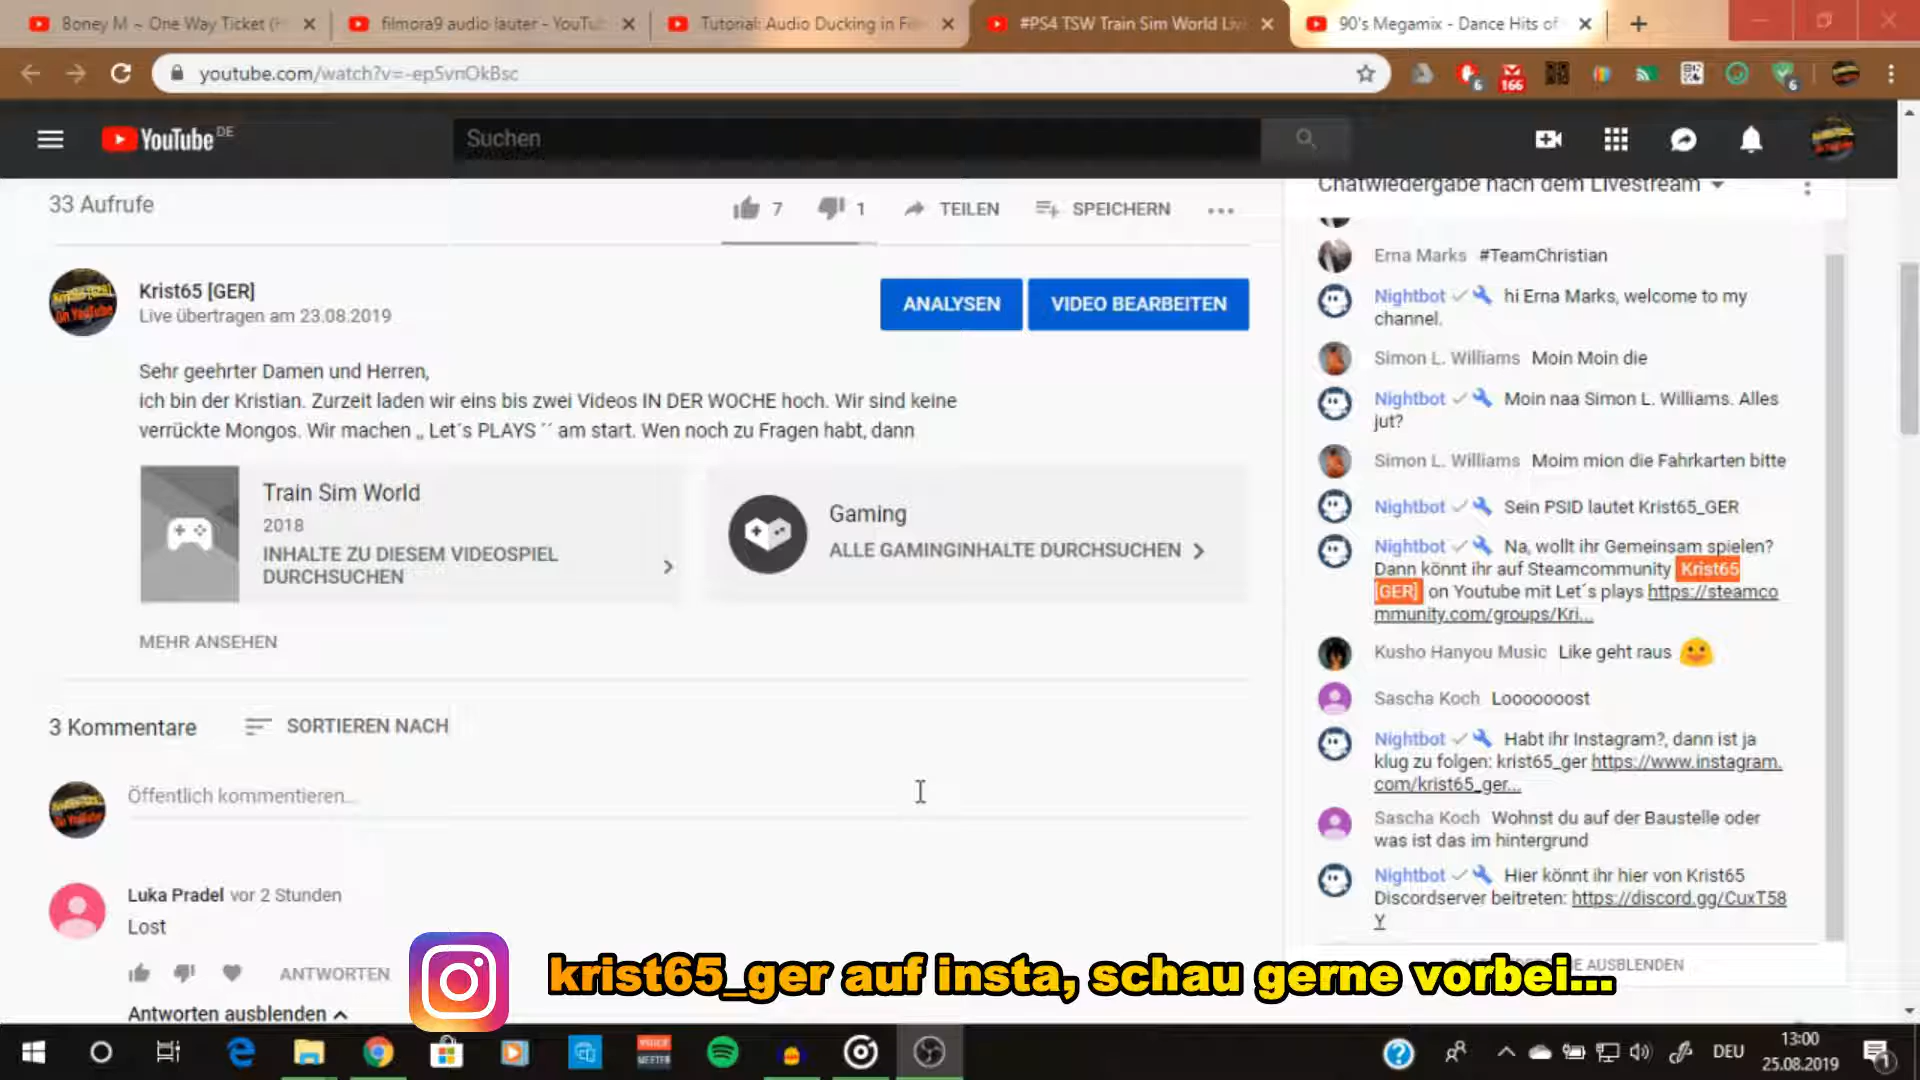 Boney M ~ One Way Ticket (
filmora9 audio lauter - YouTu
Tutorial: Audio Ducking in Fi
#PS4 TSW Train Sim World Liv
90's Megamix - Dance Hits of
youtube.com/watch?v=-ep5vnOkBsc
6
166
6
YouTube DE
Suchen
33 Aufrufe
7
1
TEILEN
SPEICHERN
Krist65 [GER]
Live übertragen am 23.08.2019
ANALYSEN
VIDEO BEARBEITEN
Sehr geehrter Damen und Herren,
ich bin der Kristian. Zurzeit laden wir eins bis zwei Videos IN DER WOCHE hoch. Wir sind keine
verrückte Mongos. Wir machen „ Let´s PLAYS ´´ am start. Wen noch zu Fragen habt, dann
Train Sim World
2018
INHALTE ZU DIESEM VIDEOSPIEL
DURCHSUCHEN
Gaming
ALLE GAMINGINHALTE DURCHSUCHEN
MEHR ANSEHEN
3 Kommentare
SORTIEREN NACH
Öffentlich kommentieren...
Luka Pradel vor 2 Stunden
Lost
ANTWORTEN
Antworten ausblenden
Chatwiedergabe nach dem Livestream
Erna Marks #TeamChristian
Nightbot hi Erna Marks, welcome to my
channel.
Simon L. Williams Moin Moin die
Nightbot Moin naa Simon L. Williams. Alles
jut?
Simon L. Williams Moim mion die Fahrkarten bitte
Nightbot Sein PSID lautet Krist65_GER
Nightbot Na, wollt ihr Gemeinsam spielen?
Dann könnt ihr auf Steamcommunity Krist65
[GER] on Youtube mit Let´s plays https://steamco
mmunity.com/groups/Kri...
Kusho Hanyou Music Like geht raus
Sascha Koch Looooooost
Nightbot Habt ihr Instagram?, dann ist ja
klug zu folgen: krist65_ger https://www.instagram.
com/krist65_ger...
Sascha Koch Wohnst du auf der Baustelle oder
was ist das im hintergrund
Nightbot Hier könnt ihr hier von Krist65
Discordserver beitreten: https://discord.gg/CuxT58
Y
AUSBLENDEN
krist65_ger auf insta, schau gerne vorbei...
VOICE
MEETER
DEU
13:00
25.08.2019
1